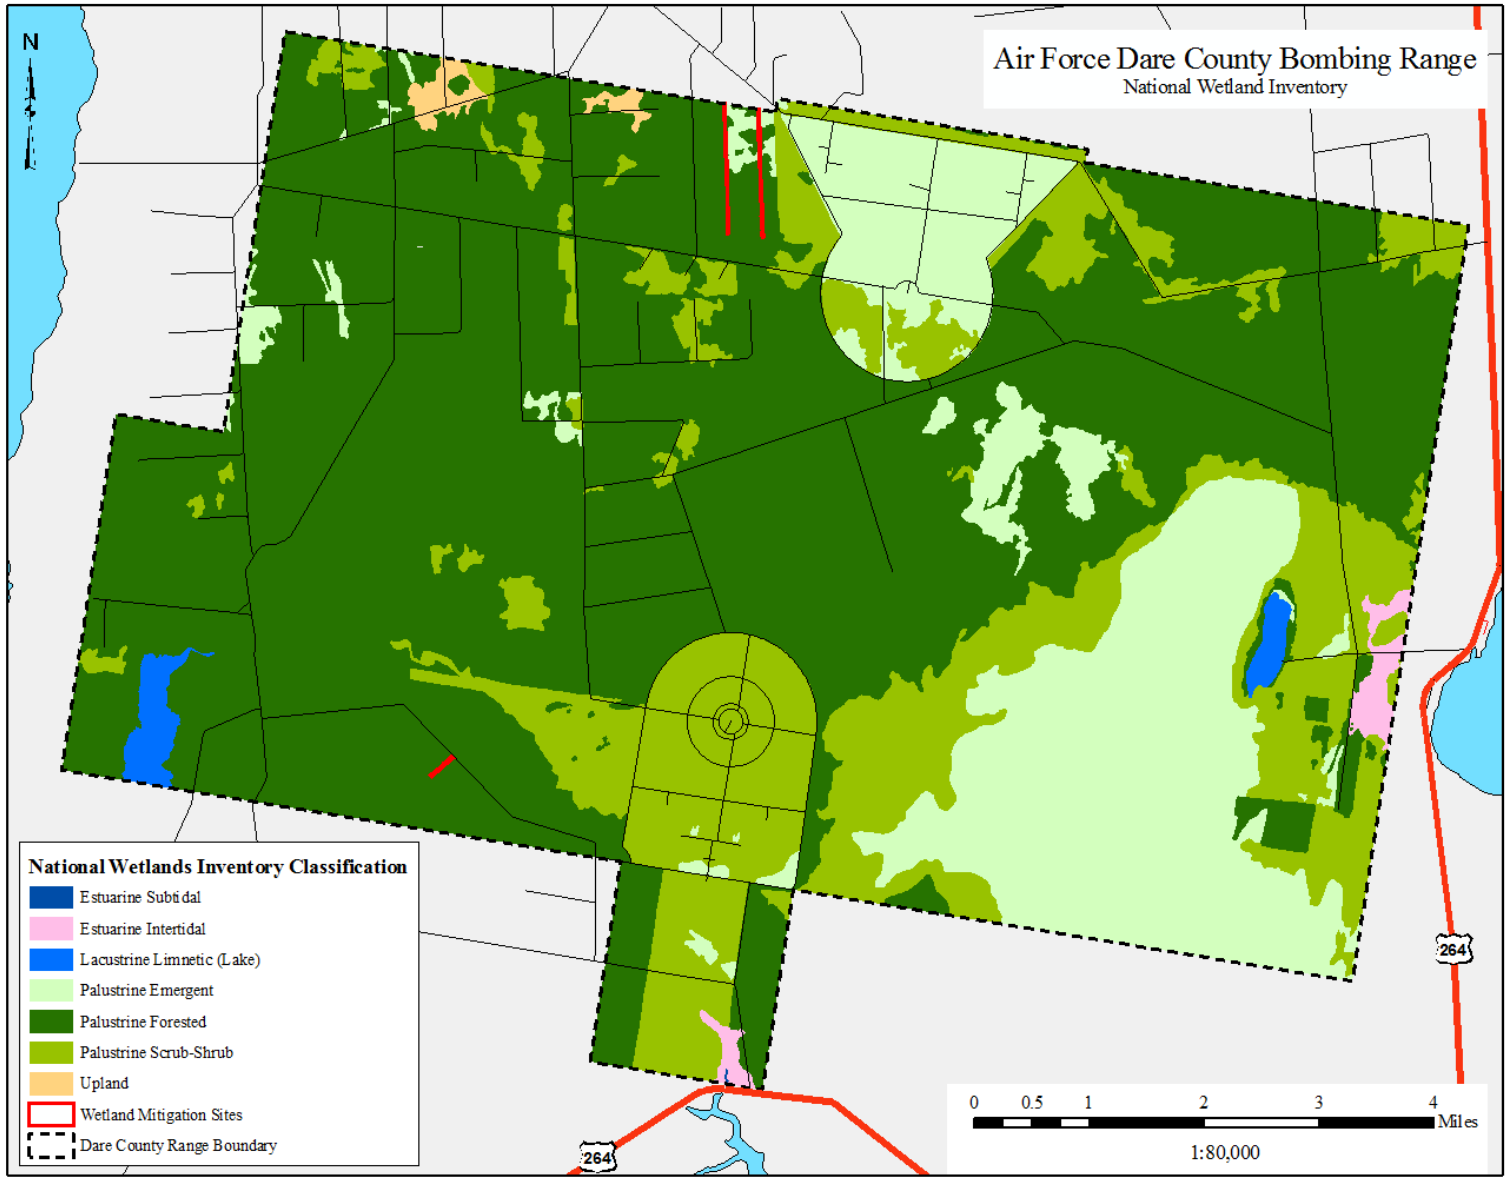 N
Air Force Dare County Bombing Range
National Wetland Inventory
National Wetlands Inventory Classification
Estuarine Subtidal
Estuarine Intertidal
Lacustrine Limnetic (Lake)
Palustrine Emergent
Palustrine Forested
Palustrine Scrub-Shrub
Upland
Wetland Mitigation Sites
Dare County Range Boundary
264
264
0 0.5 1 2 3 4
Miles
1:80,000